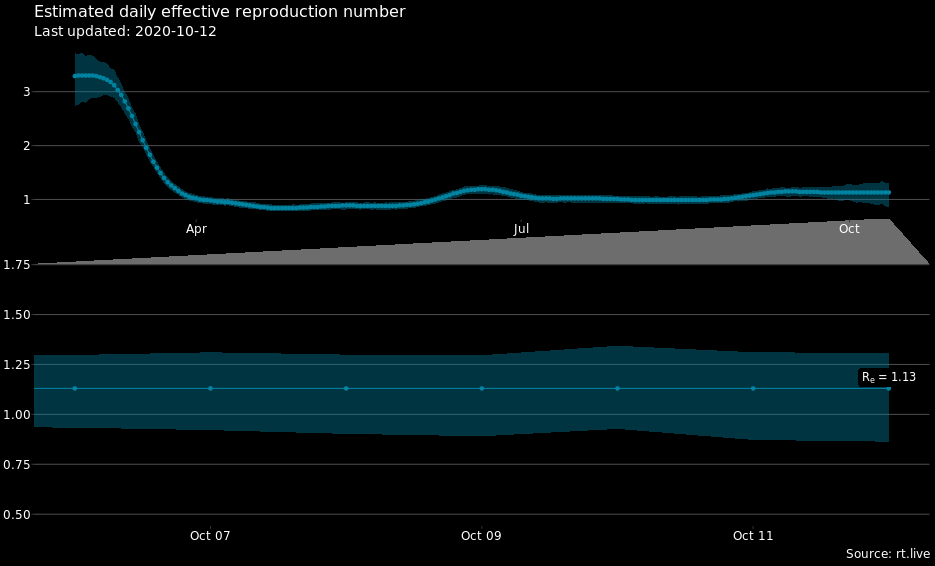 Estimated daily effective reproduction number
Last updated: 2020-10-12
3
2
1
Apr Jul Oct
1.75
1.50
1.25
Re = 1.13
1.00
0.75
0.50
Oct 07 Oct 09 Oct 11
Source: rt.live